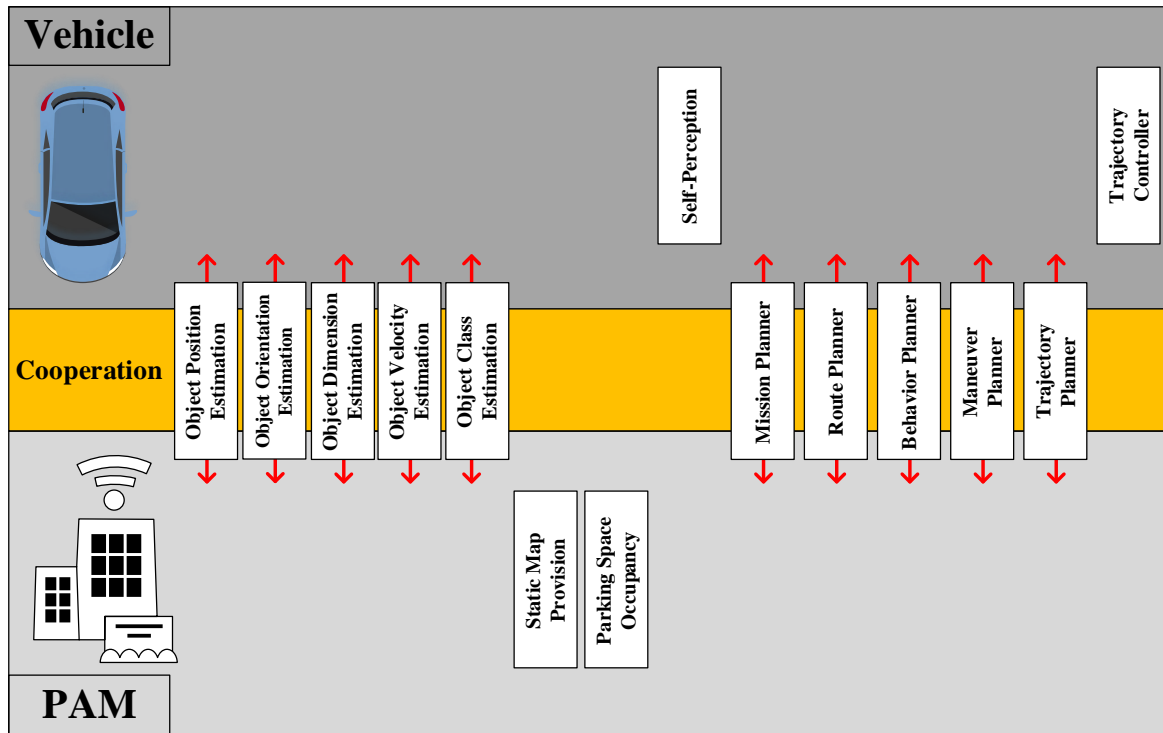 Vehicle
Self-Perception
Trajectory
Controller
Cooperation
Object Position
Estimation
Object Orientation
Estimation
Object Dimension
Estimation
Object Velocity
Estimation
Object Class
Estimation
Mission Planner
Route Planner
Behavior Planner
Maneuver
Planner
Trajectory
Planner
Static Map
Provision
Parking Space
Occupancy
PAM